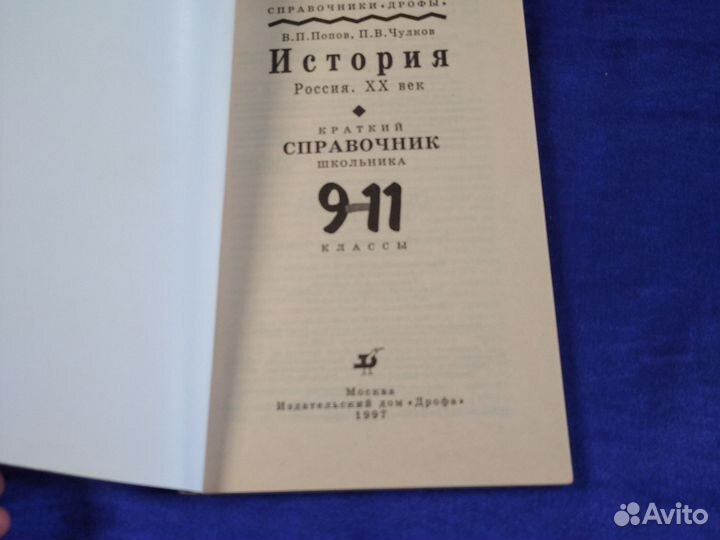 СПРАВОЧНИКИ «ДРОФЫ»
В.П.Попов, П.В.Чулков
История
Россия. XX век
КРАТКИЙ
СПРАВОЧНИК
ШКОЛЬНИКА
9–11
КЛАССЫ
Москва
Издательский дом «Дрофа»
1997
Avito